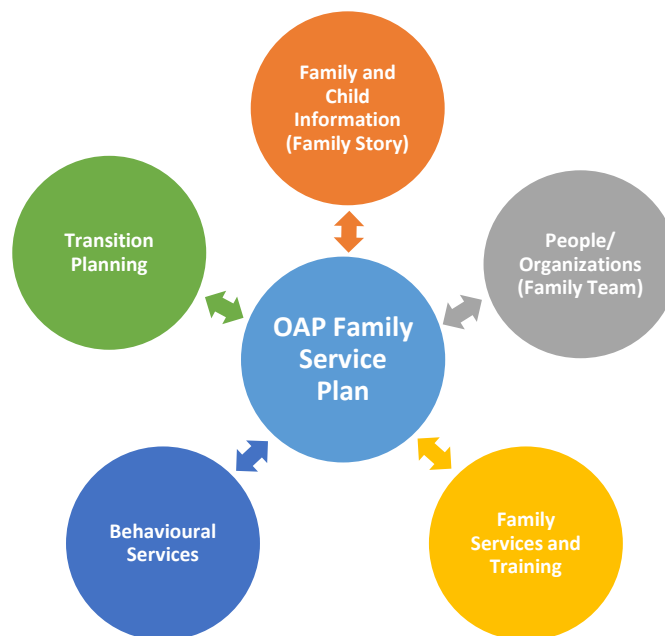 Family and
Child
Information
(Family Story)
People/
Organizations
(Family Team)
Transition
Planning
OAP Family
Service
Plan
Behavioural
Services
Family
Services and
Training